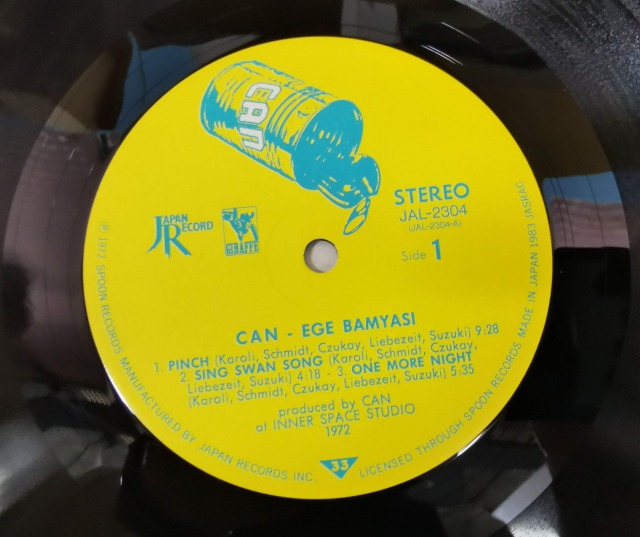 CAN
STEREO
JAL-2304
(JAL-2304-A)
JAPAN RECORD
GIRAFFE
Side 1
CAN - EGE BAMYASI
1. PINCH (Karoli, Schmidt, Czukay, Liebezeit, Suzuki) 9:28
2. SING SWAN SONG (Karoli, Schmidt, Czukay,
Liebezeit, Suzuki) 4:18 - 3. ONE MORE NIGHT
(Karoli, Schmidt, Czukay, Liebezeit, Suzuki) 5:35
produced by CAN
at INNER SPACE STUDIO
1972
33
℗ 1972 SPOON RECORDS MANUFACTURED BY JAPAN RECORDS INC. LICENSED THROUGH SPOON RECORDS MADE IN JAPAN 1983 JASRAC